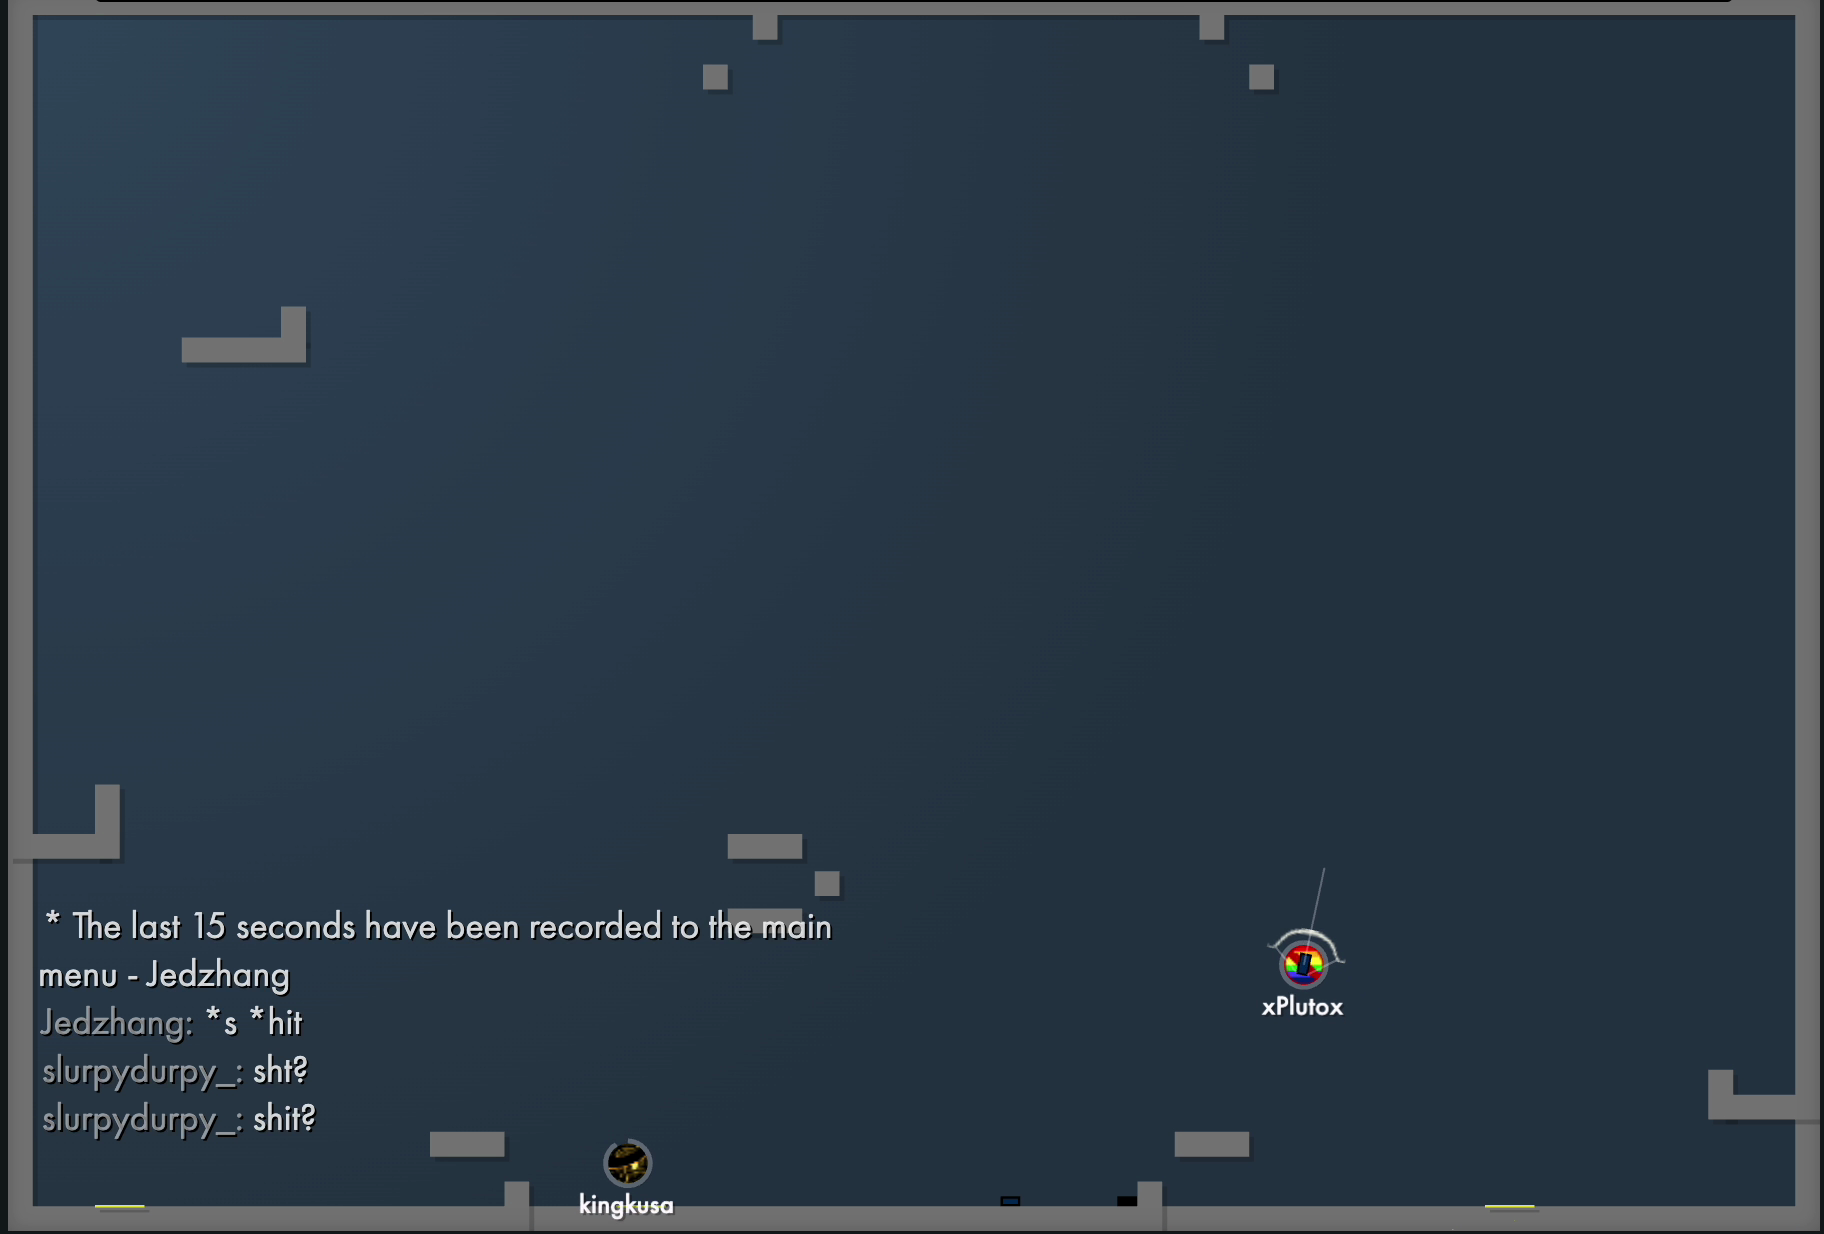 * The last 15 seconds have been recorded to the main
menu - Jedzhang
Jedzhang: *s *hit
slurpydurpy_: sht?
slurpydurpy_: shit?
xPlutox
kingkusa